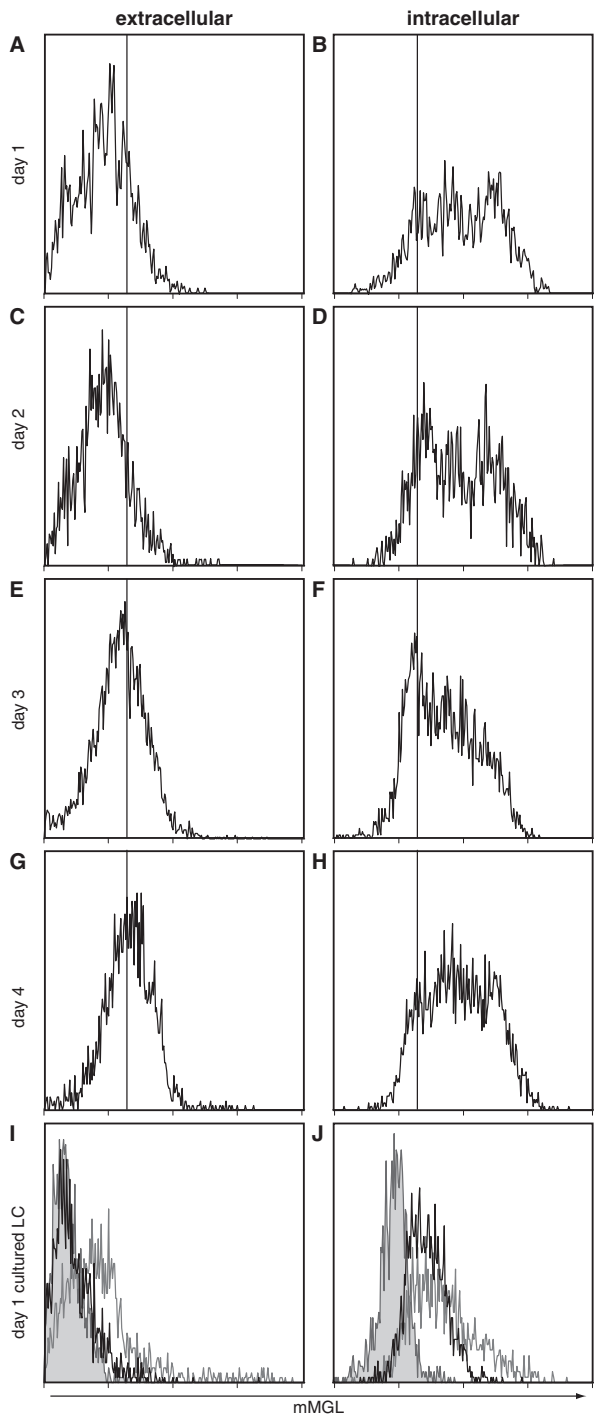 extracellular intracellular
A B
day 1
C D
day 2
E F
day 3
G H
day 4
I J
day 1 cultured LC
mMGL